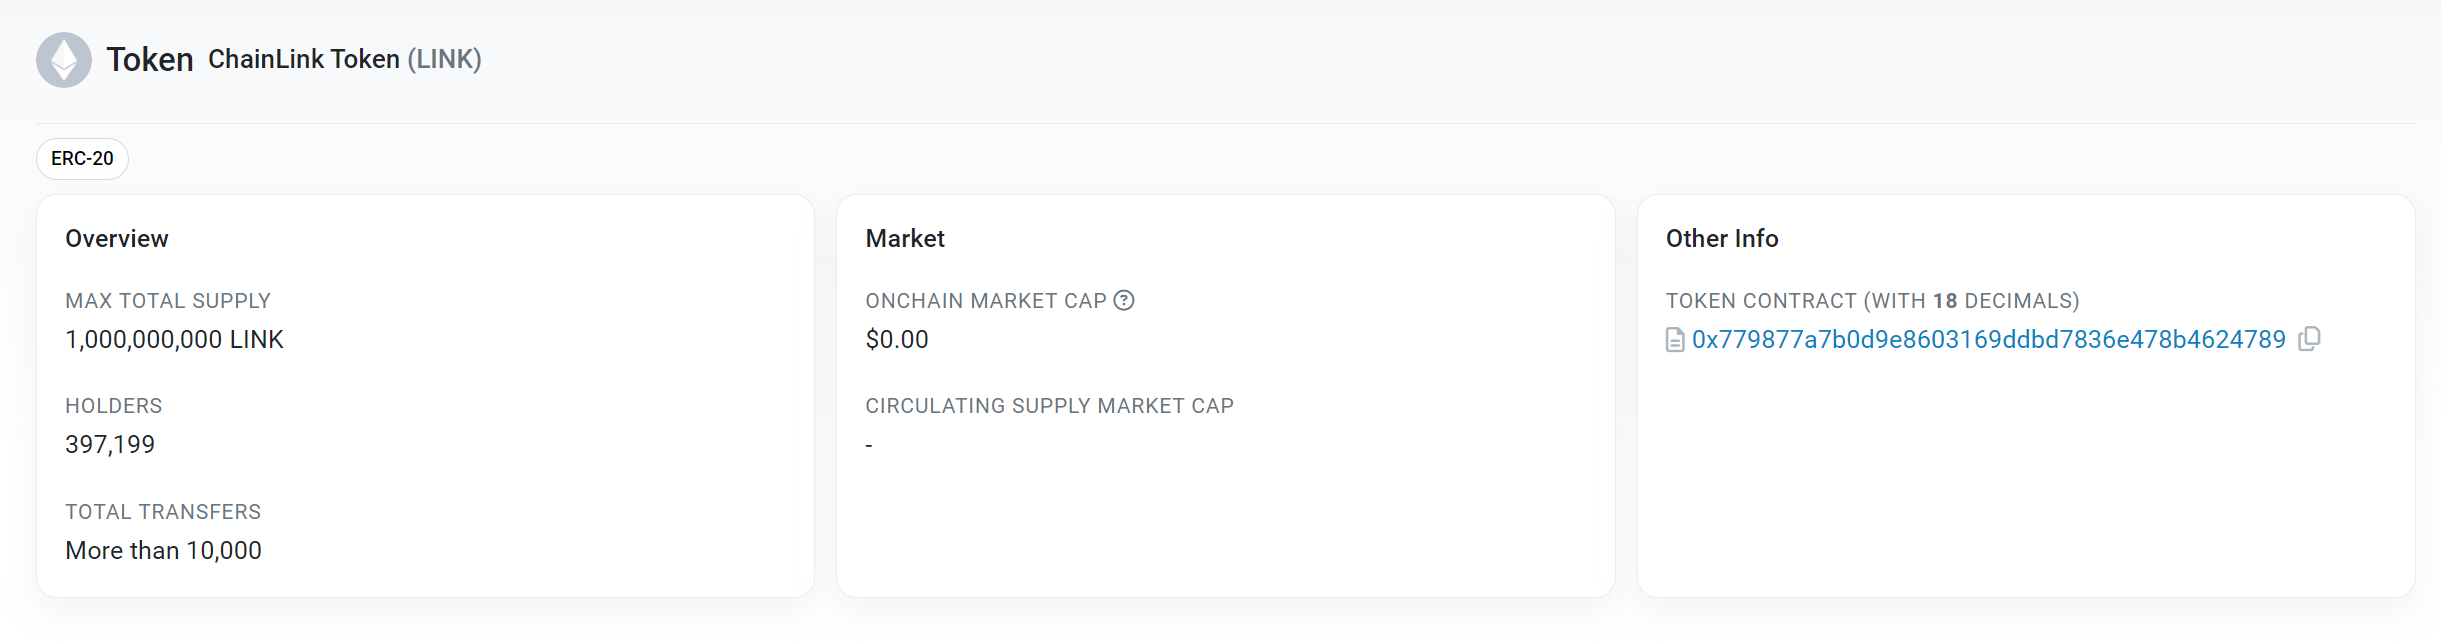 Token ChainLink Token (LINK)
ERC-20
Overview
MAX TOTAL SUPPLY
1,000,000,000 LINK
HOLDERS
397,199
TOTAL TRANSFERS
More than 10,000
Market
ONCHAIN MARKET CAP
$0.00
CIRCULATING SUPPLY MARKET CAP
-
Other Info
TOKEN CONTRACT (WITH 18 DECIMALS)
0x779877a7b0d9e8603169ddbd7836e478b4624789